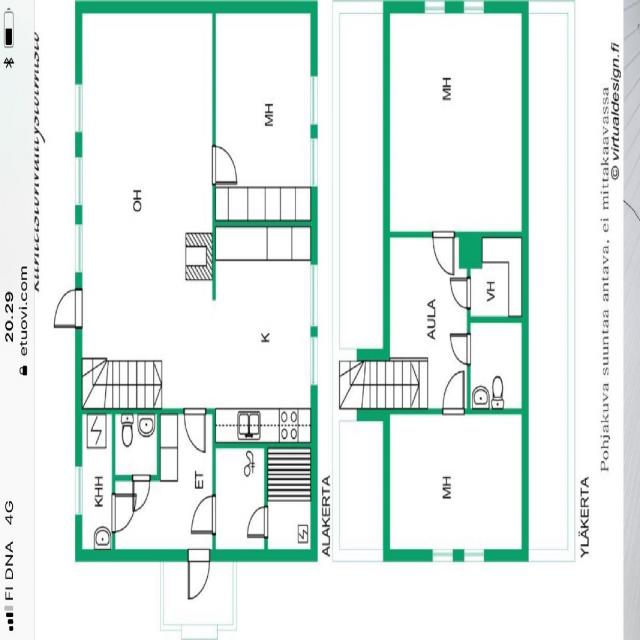 FI DNA 4G
20.29
etuovi.com
Kiinteistönvälitystoimisto
OH
MH
K
KHH
ET
ALAKERTA
MH
AULA
VH
MH
YLÄKERTA
Pohjakuva suuntaa antava, ei mittakaavassa
© virtualdesign.fi